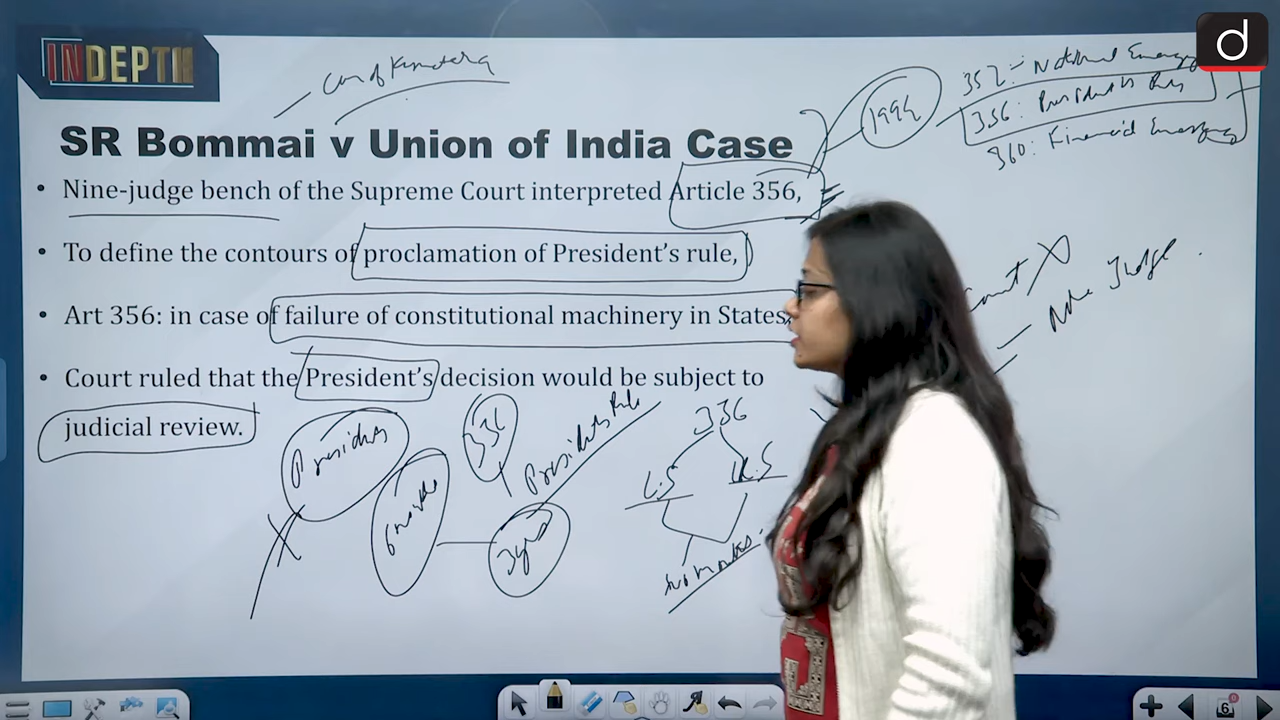 INDEPTH
d
352:- National Emergency
356: President's Rule
360: Financial Emergency
1994
SR Bommai v Union of India Case
• Nine-judge bench of the Supreme Court interpreted Article 356,
• To define the contours of proclamation of President's rule,
• Art 356: in case of failure of constitutional machinery in States,
• Court ruled that the President's decision would be subject to
judicial review.
Judge
President
356
President's Rule
6 months
356
L.S
R.S
6